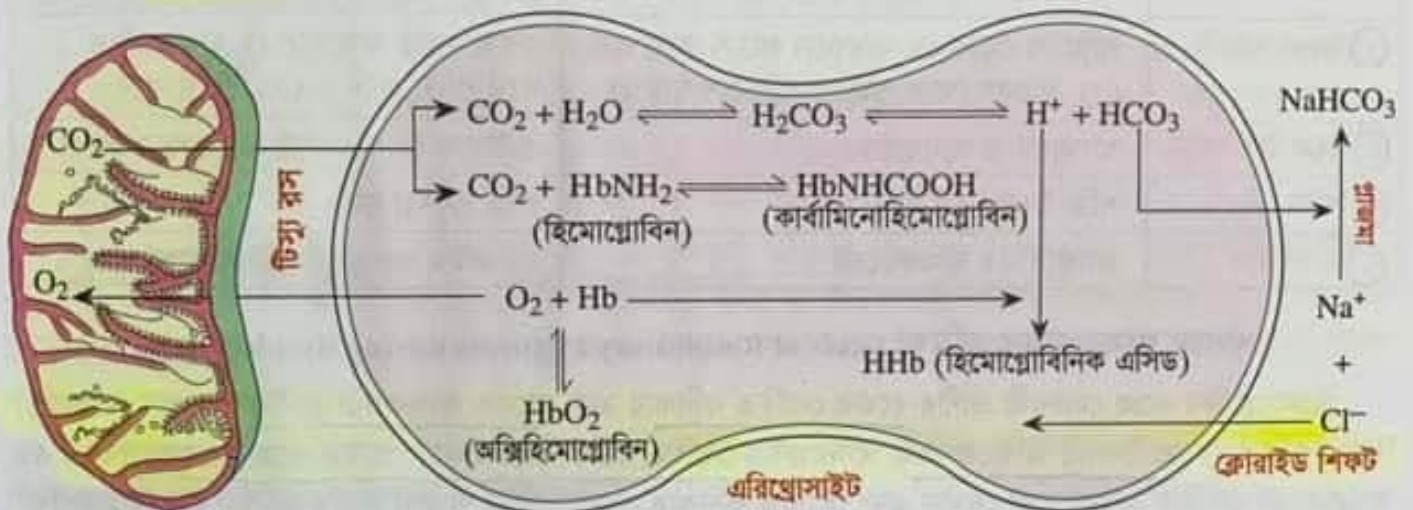 CO₂ + H₂O ⇌ H₂CO₃ ⇌ H⁺ + HCO₃
NaHCO₃
CO₂
টিস্যু রস
CO₂ + HbNH₂ ⇌ HbNHCOOH
(হিমোগ্লোবিন)
(কার্বামিনোহিমোগ্লোবিন)
প্লাজমা
O₂
O₂ + Hb
Na⁺
HHb (হিমোগ্লোবিনিক এসিড)
+
HbO₂
(অক্সিহিমোগ্লোবিন)
Cl⁻
ক্লোরাইড শিফট
এরিথ্রোসাইট